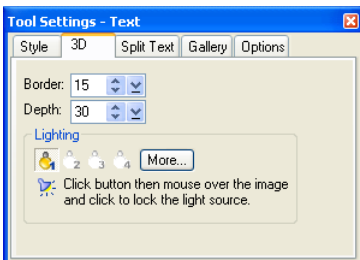 Tool Settings - Text
Style 3D Split Text Gallery Options
Border: 15
Depth: 30
Lighting
1 2 3 4 More...
Click button then mouse over the image
and click to lock the light source.